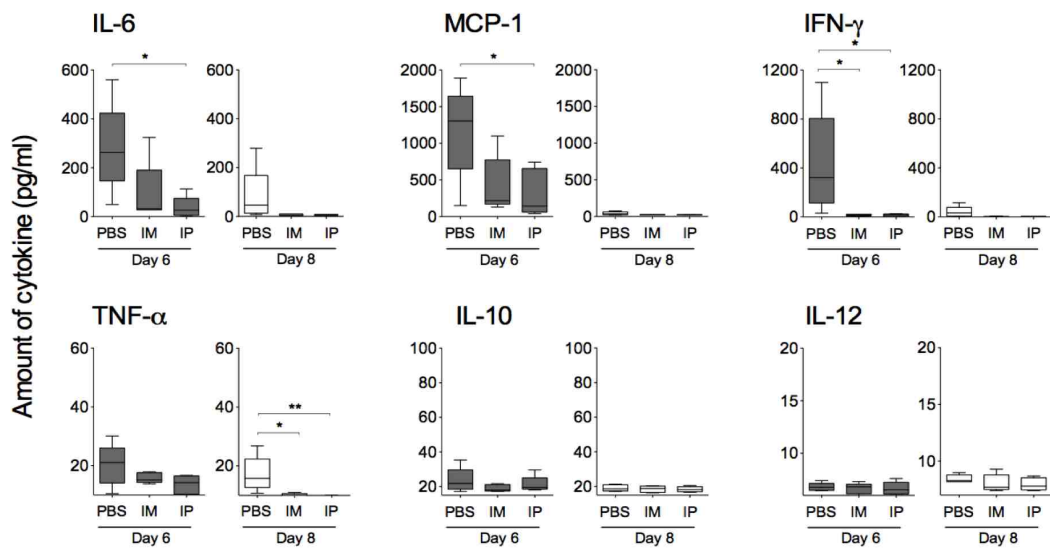 IL-6 MCP-1 IFN-γ
Amount of cytokine (pg/ml)
600 400 200 0 * PBS IM IP Day 6
600 400 200 0 PBS IM IP Day 8
2000 1500 1000 500 0 * PBS IM IP Day 6
2000 1500 1000 500 0 PBS IM IP Day 8
1200 800 400 0 * * PBS IM IP Day 6
1200 800 400 0 PBS IM IP Day 8
TNF-α IL-10 IL-12
60 40 20 PBS IM IP Day 6
60 40 20 ** * PBS IM IP Day 8
100 80 60 40 20 PBS IM IP Day 6
100 80 60 40 20 PBS IM IP Day 8
20 15 10 PBS IM IP Day 6
20 15 10 PBS IM IP Day 8